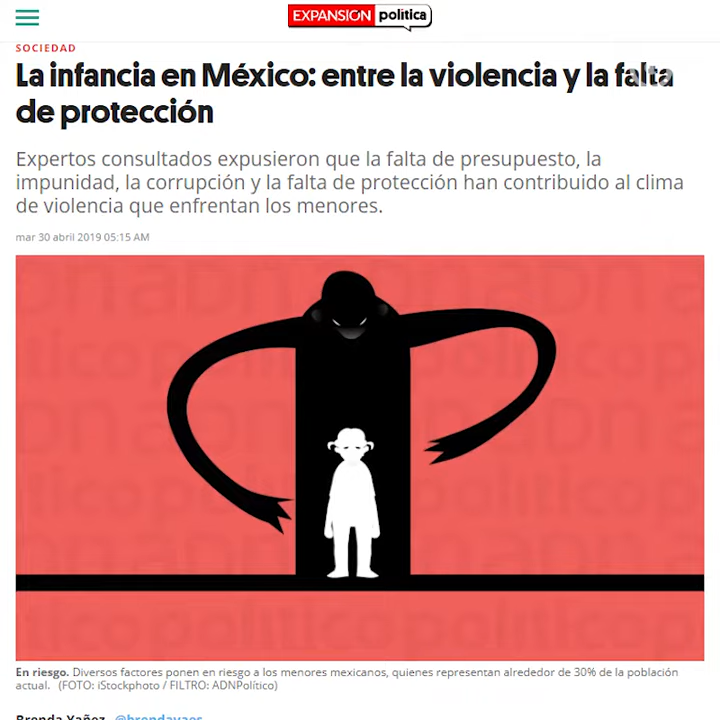 EXPANSIÓN política
SOCIEDAD
La infancia en México: entre la violencia y la falta
de protección
Expertos consultados expusieron que la falta de presupuesto, la
impunidad, la corrupción y la falta de protección han contribuido al clima
de violencia que enfrentan los menores.
mar 30 abril 2019 05:15 AM
En riesgo. Diversos factores ponen en riesgo a los menores mexicanos, quienes representan alrededor de 30% de la población
actual. (FOTO: iStockphoto / FILTRO: ADNPolítico)
Brenda Yañez @brendayaes